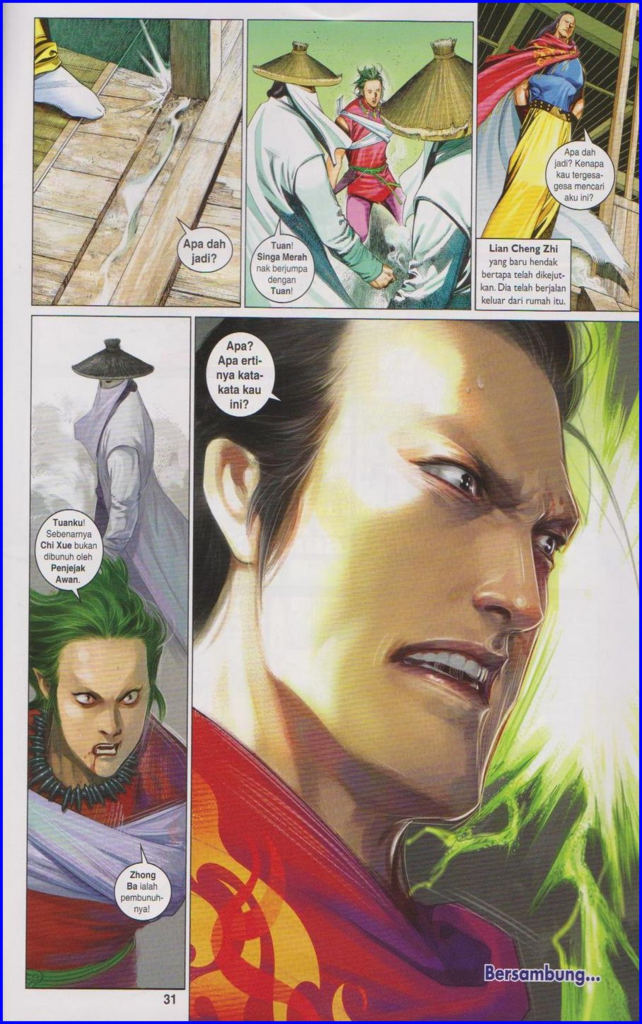 Apa dah
jadi?
Tuan!
Singa Merah
nak berjumpa
dengan
Tuan!
Apa dah
jadi? Kenapa
kau tergesa-
gesa mencari
aku ini?
Lian Cheng Zhi
yang baru hendak
bertapa telah dikejut-
kan. Dia telah berjalan
keluar dari rumah itu.
Tuanku!
Sebenarnya
Chi Xue bukan
dibunuh oleh
Penjejak
Awan.
Zhong
Ba ialah
pembunuh-
nya!
Apa?
Apa erti-
nya kata-
kata kau
ini?
Bersambung...
31